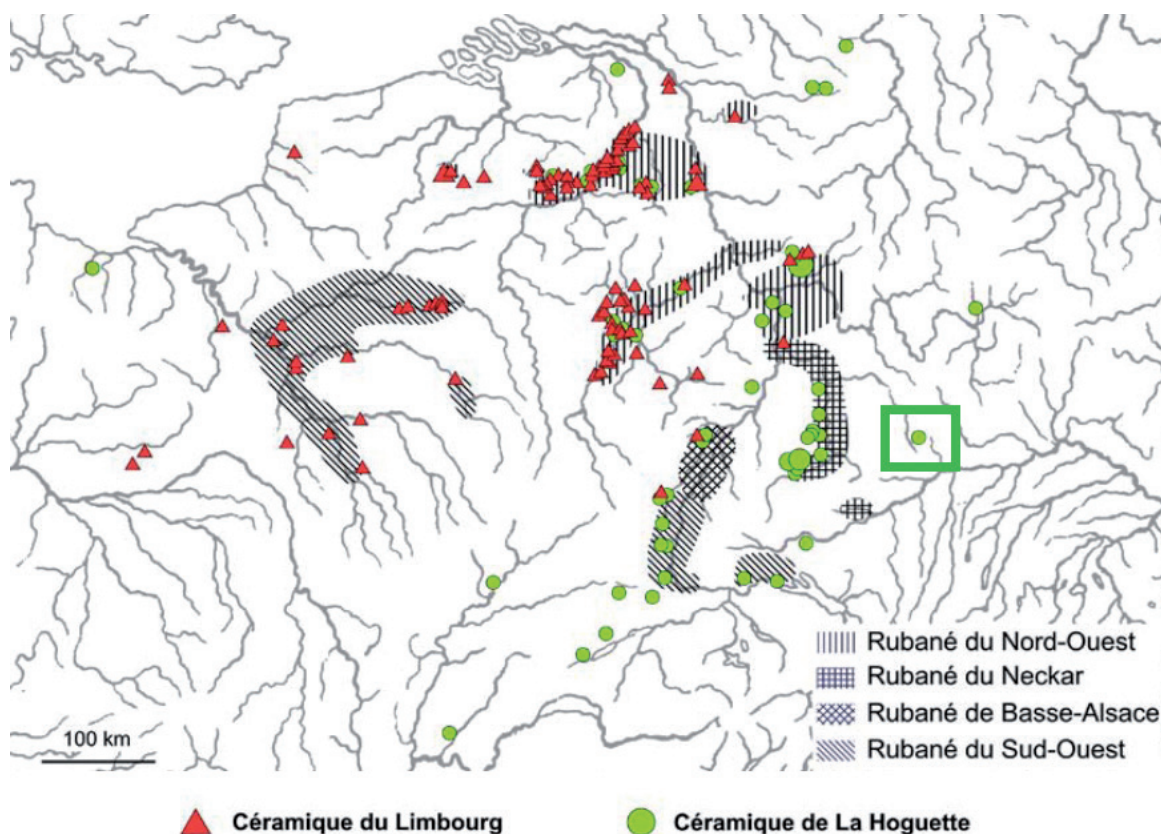 Rubané du Nord-Ouest
Rubané du Neckar
Rubané de Basse-Alsace
Rubané du Sud-Ouest
100 km
Céramique du Limbourg
Céramique de La Hoguette